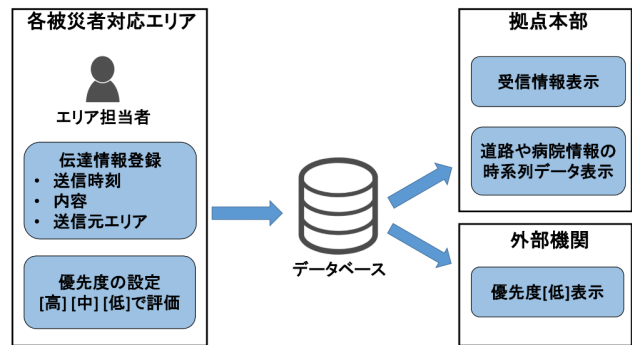 各被災者対応エリア
エリア担当者
伝達情報登録
• 送信時刻
• 内容
• 送信元エリア
優先度の設定
[高][中][低]で評価
データベース
拠点本部
受信情報表示
道路や病院情報の
時系列データ表示
外部機関
優先度[低]表示